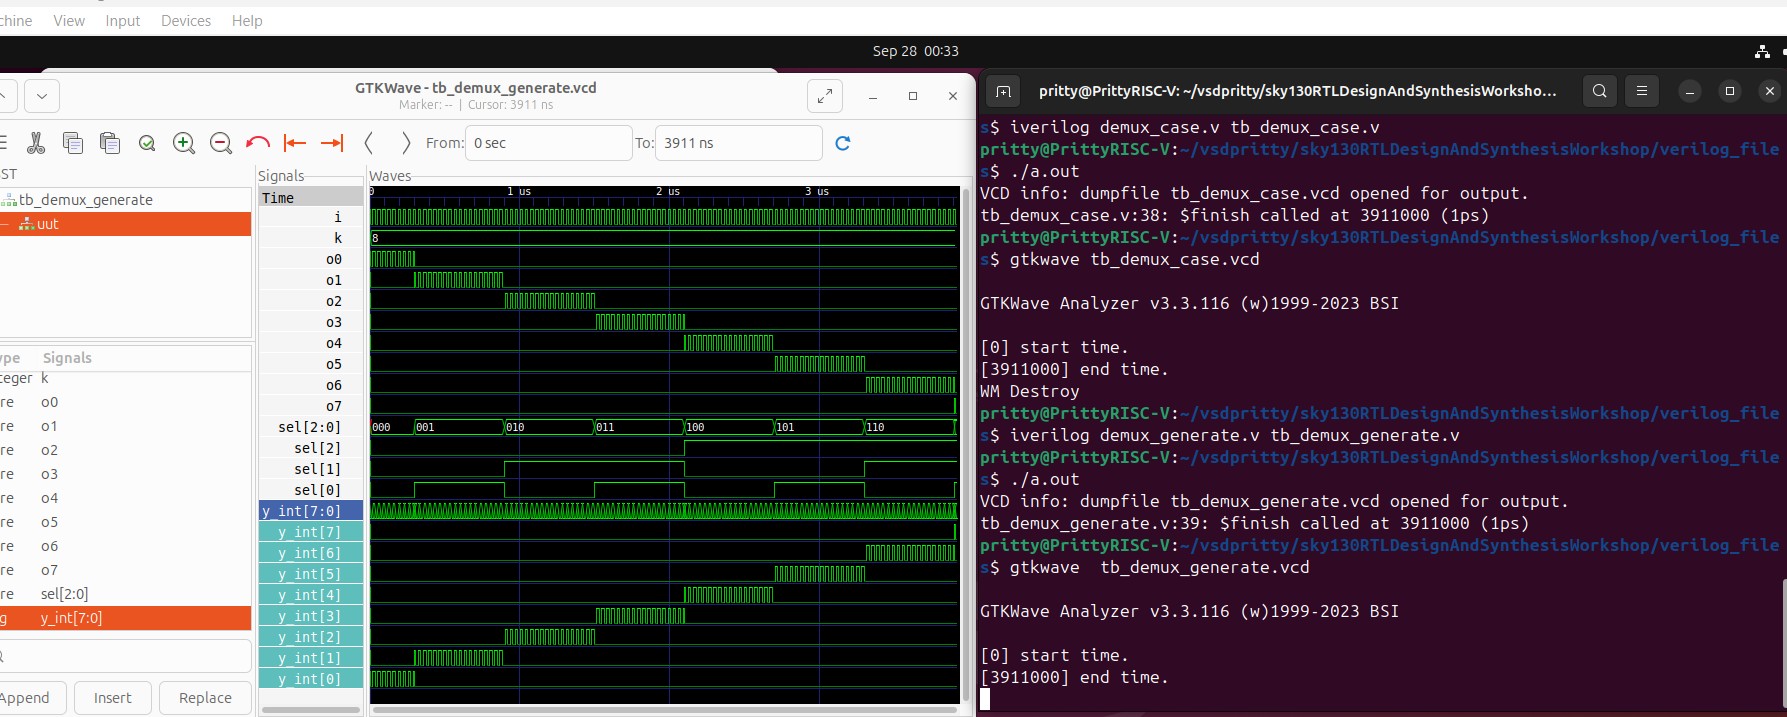 chine View Input Devices Help
Sep 28 00:33
GTKWave - tb_demux_generate.vcd
Marker: -- | Cursor: 3911 ns
From: 0 sec To: 3911 ns
ST
tb_demux_generate
uut
ype Signals
teger k
re o0
re o1
re o2
re o3
re o4
re o5
re o6
re o7
re sel[2:0]
g y_int[7:0]
Append Insert Replace
Signals
Time
i
k
o0
o1
o2
o3
o4
o5
o6
o7
sel[2:0]
sel[2]
sel[1]
sel[0]
y_int[7:0]
y_int[7]
y_int[6]
y_int[5]
y_int[4]
y_int[3]
y_int[2]
y_int[1]
y_int[0]
Waves
0 1 us 2 us 3 us
8
000 001 010 011 100 101 110
pritty@PrittyRISC-V: ~/vsdpritty/sky130RTLDesignAndSynthesisWorksho...
s$ iverilog demux_case.v tb_demux_case.v
pritty@PrittyRISC-V:~/vsdpritty/sky130RTLDesignAndSynthesisWorkshop/verilog_file
s$ ./a.out
VCD info: dumpfile tb_demux_case.vcd opened for output.
tb_demux_case.v:38: $finish called at 3911000 (1ps)
pritty@PrittyRISC-V:~/vsdpritty/sky130RTLDesignAndSynthesisWorkshop/verilog_file
s$ gtkwave tb_demux_case.vcd
GTKWave Analyzer v3.3.116 (w)1999-2023 BSI
[0] start time.
[3911000] end time.
WM Destroy
pritty@PrittyRISC-V:~/vsdpritty/sky130RTLDesignAndSynthesisWorkshop/verilog_file
s$ iverilog demux_generate.v tb_demux_generate.v
pritty@PrittyRISC-V:~/vsdpritty/sky130RTLDesignAndSynthesisWorkshop/verilog_file
s$ ./a.out
VCD info: dumpfile tb_demux_generate.vcd opened for output.
tb_demux_generate.v:39: $finish called at 3911000 (1ps)
pritty@PrittyRISC-V:~/vsdpritty/sky130RTLDesignAndSynthesisWorkshop/verilog_file
s$ gtkwave  tb_demux_generate.vcd
GTKWave Analyzer v3.3.116 (w)1999-2023 BSI
[0] start time.
[3911000] end time.